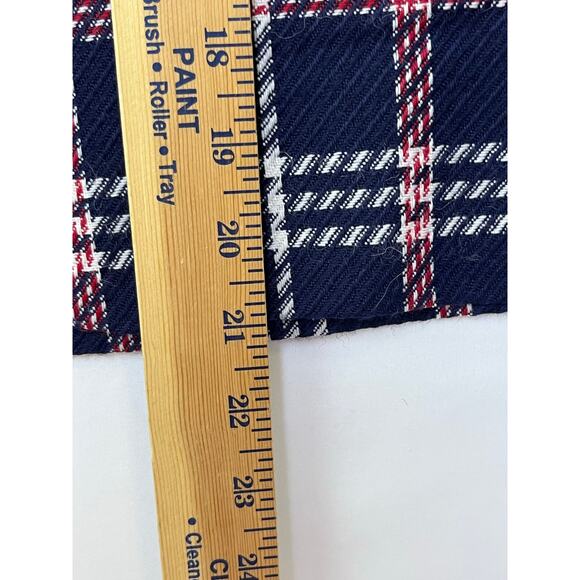 PAINT
Brush • Roller • Tray
18
19
20
21
22
23
24
• Clean